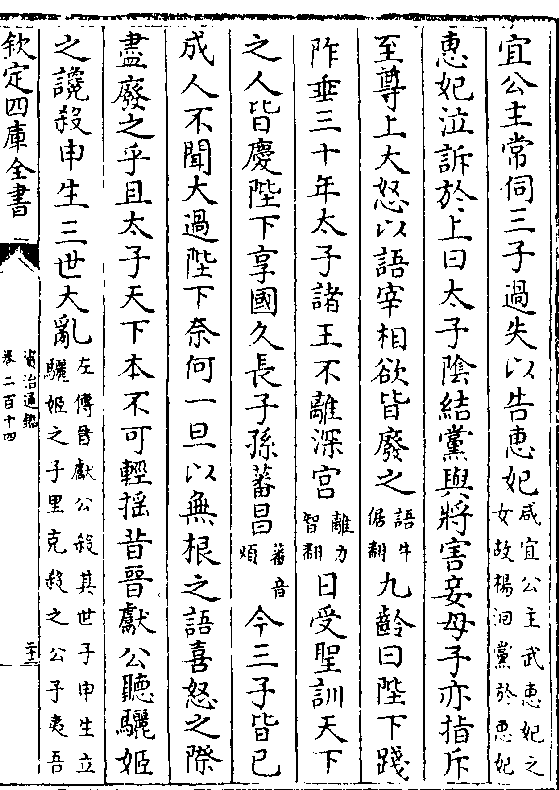 宜公主常伺三子過失以告惠妃咸宜公主武惠妃之女故楊洄黨於惠妃
惠妃泣訴於上曰太子陰結黨與將害妾母子亦指斥
至尊上大怒以語宰相欲皆廢之語牛倨翻九齡曰陛下踐
阼垂三十年太子諸王不離深宫離力智翻日受聖訓天下
之人皆慶陛下享國久長子孫蕃昌蕃音煩今三子皆已
成人不聞大過陛下奈何一旦以無根之語喜怒之際
盡廢之乎且太子天下本不可輕揺昔晉獻公聽驪姬
之讒殺申生三世大亂左傳晉獻公殺其世子申生立驪姬之子里克殺之公子夷吾
欽定四庫全書
資治通鑑
卷二百十四